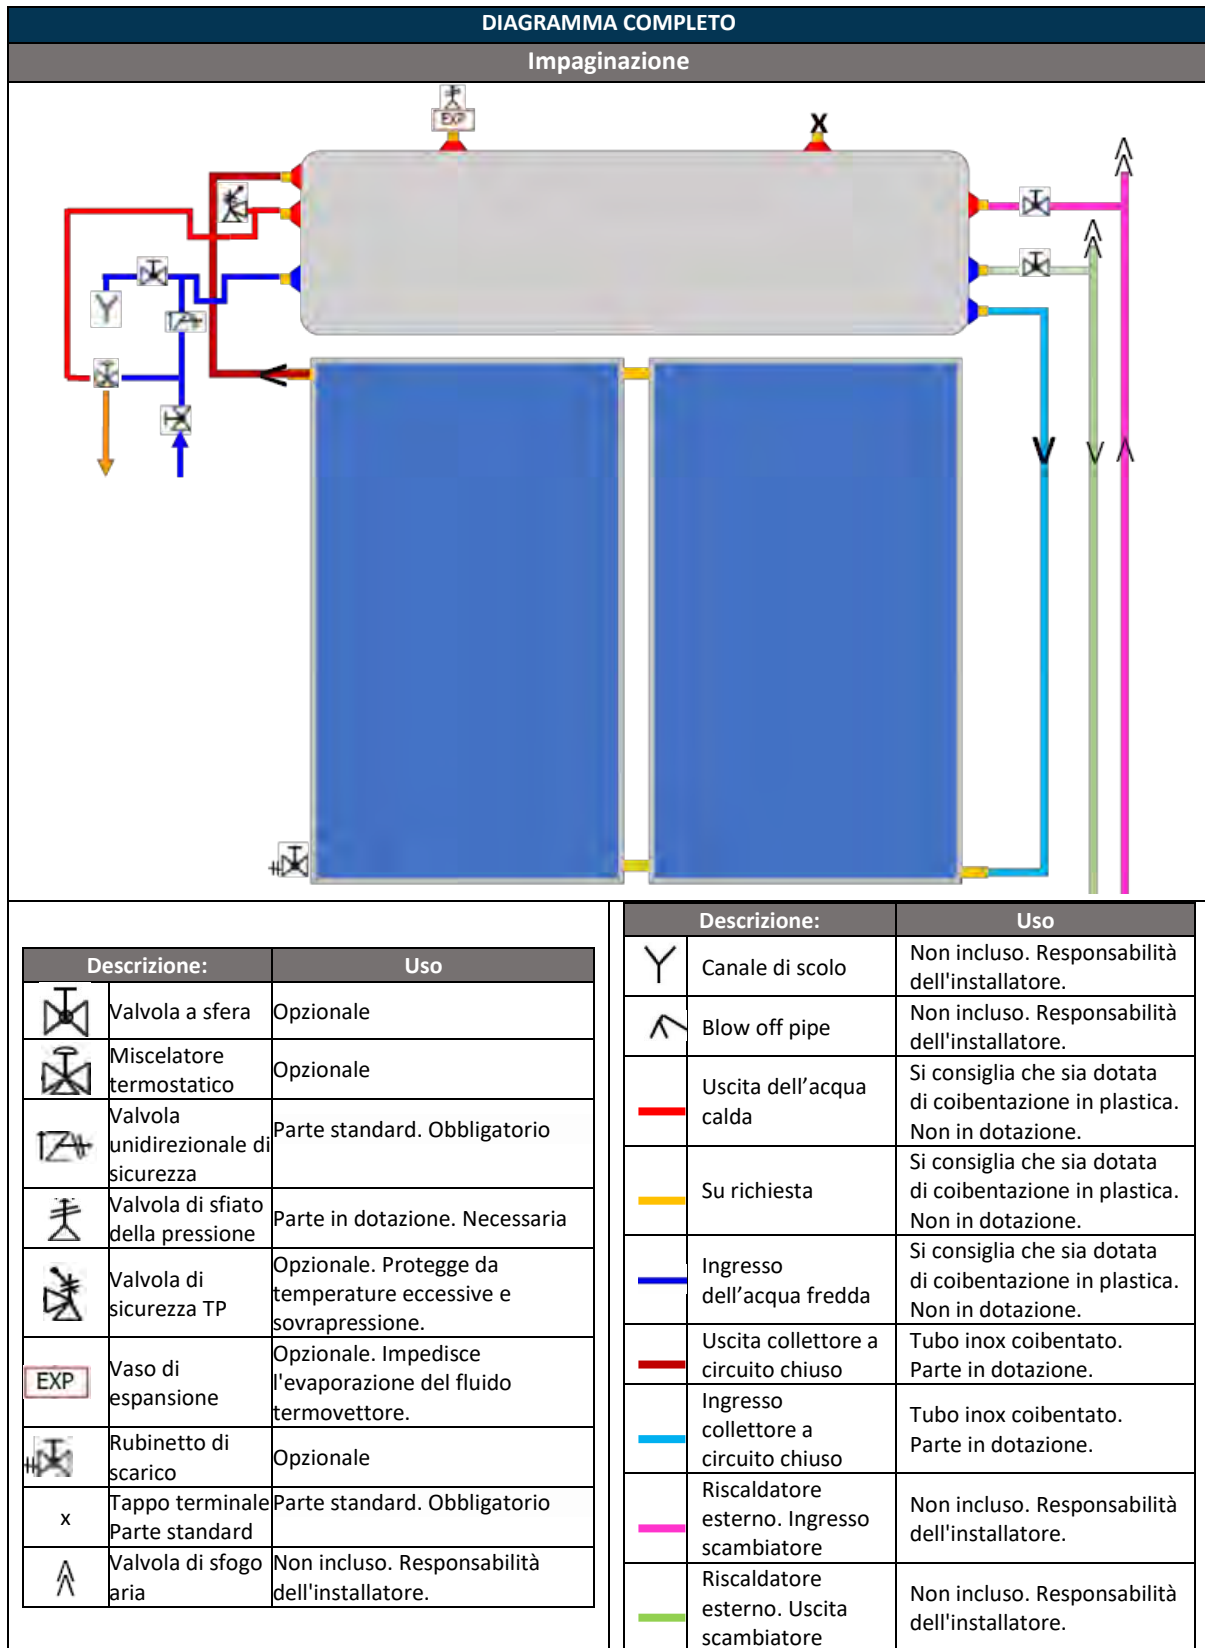 DIAGRAMMA COMPLETO
Impaginazione
EXP
X
Y
Descrizione: Uso
Valvola a sfera Opzionale
Miscelatore
termostatico
Opzionale
Valvola
unidirezionale di
sicurezza
Parte standard. Obbligatorio
Valvola di sfiato
della pressione
Parte in dotazione. Necessaria
Valvola di
sicurezza TP
Opzionale. Protegge da
temperature eccessive e
sovrapressione.
EXP
Vaso di
espansione
Opzionale. Impedisce
l'evaporazione del fluido
termovettore.
Rubinetto di
scarico
Opzionale
x
Tappo terminale
Parte standard
Parte standard. Obbligatorio
Valvola di sfogo
aria
Non incluso. Responsabilità
dell'installatore.
Descrizione: Uso
Y
Canale di scolo
Non incluso. Responsabilità
dell'installatore.
Blow off pipe
Non incluso. Responsabilità
dell'installatore.
Uscita dell’acqua
calda
Si consiglia che sia dotata
di coibentazione in plastica.
Non in dotazione.
Su richiesta
Si consiglia che sia dotata
di coibentazione in plastica.
Non in dotazione.
Ingresso
dell’acqua fredda
Si consiglia che sia dotata
di coibentazione in plastica.
Non in dotazione.
Uscita collettore a
circuito chiuso
Tubo inox coibentato.
Parte in dotazione.
Ingresso
collettore a
circuito chiuso
Tubo inox coibentato.
Parte in dotazione.
Riscaldatore
esterno. Ingresso
scambiatore
Non incluso. Responsabilità
dell'installatore.
Riscaldatore
esterno. Uscita
scambiatore
Non incluso. Responsabilità
dell'installatore.